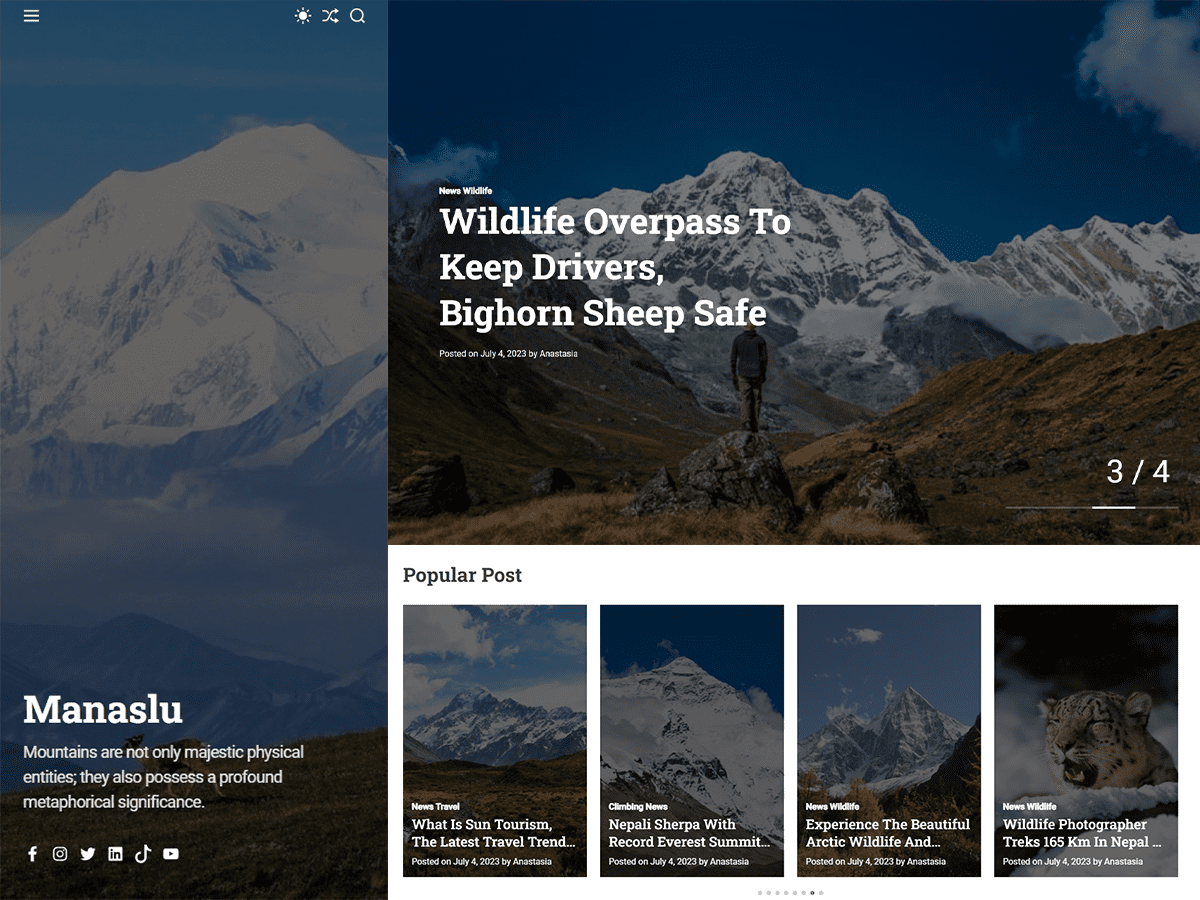 Manaslu
Mountains are not only majestic physical
entities; they also possess a profound
metaphorical significance.
News Wildlife
Wildlife Overpass To
Keep Drivers,
Bighorn Sheep Safe
Posted on July 4, 2023 by Anastasia
3 / 4
Popular Post
News Travel
What Is Sun Tourism,
The Latest Travel Trend...
Posted on July 4, 2023 by Anastasia
Climbing News
Nepali Sherpa With
Record Everest Summit...
Posted on July 4, 2023 by Anastasia
News Wildlife
Experience The Beautiful
Arctic Wildlife And...
Posted on July 4, 2023 by Anastasia
News Wildlife
Wildlife Photographer
Treks 165 Km In Nepal ...
Posted on July 4, 2023 by Anastasia